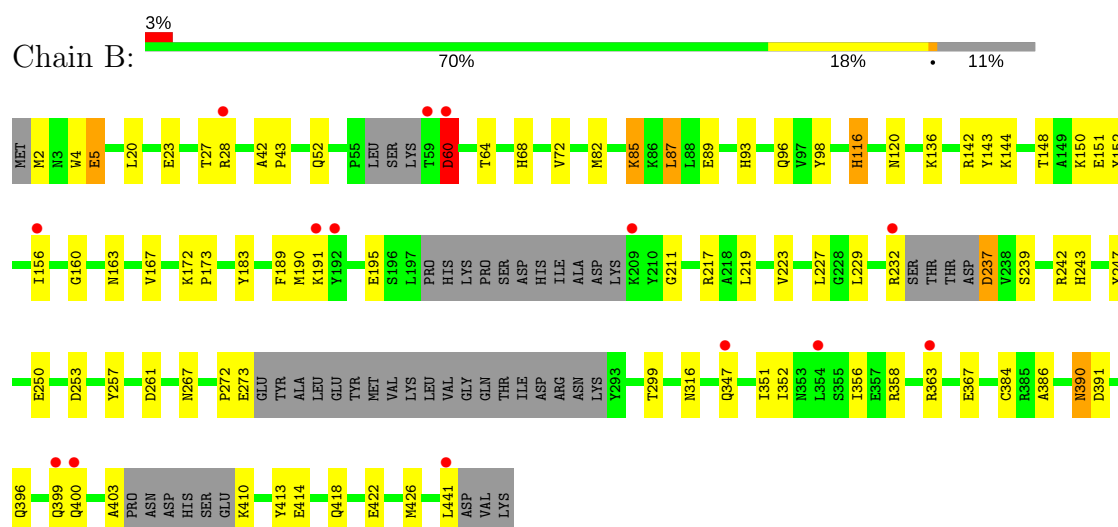 3%
Chain B:
70% 18% • 11%
MET M2 N3 W4 E5 L20 E23 T27 R28 A42 P43 Q52 P55 LEU SER LYS T59 D60 T64 H68 V72 M82 K85 K86 L87 L88 E89 H93 Q96 V97 Y98 H116 N120 K136 R142 Y143 K144 T148 A149 K150 E151 Y152
I156 G160 N163 V167 K172 P173 Y183 F189 M190 K191 Y192 E195 S196 L197 PRO HIS LYS PRO SER ASP HIS ILE ALA ASP LYS K209 Y210 G211 R217 A218 L219 V223 L227 G228 L229 R232 SER THR THR ASP D237 V238 S239 R242 H243 Y247
E250 D253 Y257 D261 N267 P272 E273 GLU TYR ALA LEU GLU TYR MET VAL LYS LEU VAL GLY GLN THR ILE ASP ARG ASN LYS Y293 T299 N316 Q347 I351 I352 N353 L354 S355 I356 E357 R358 R363 E367 C384 R385 A386 N390 D391
Q396 Q399 Q400 A403 PRO ASN ASP HIS SER GLU K410 Y413 E414 Q418 E422 M426 L441 ASP VAL LYS